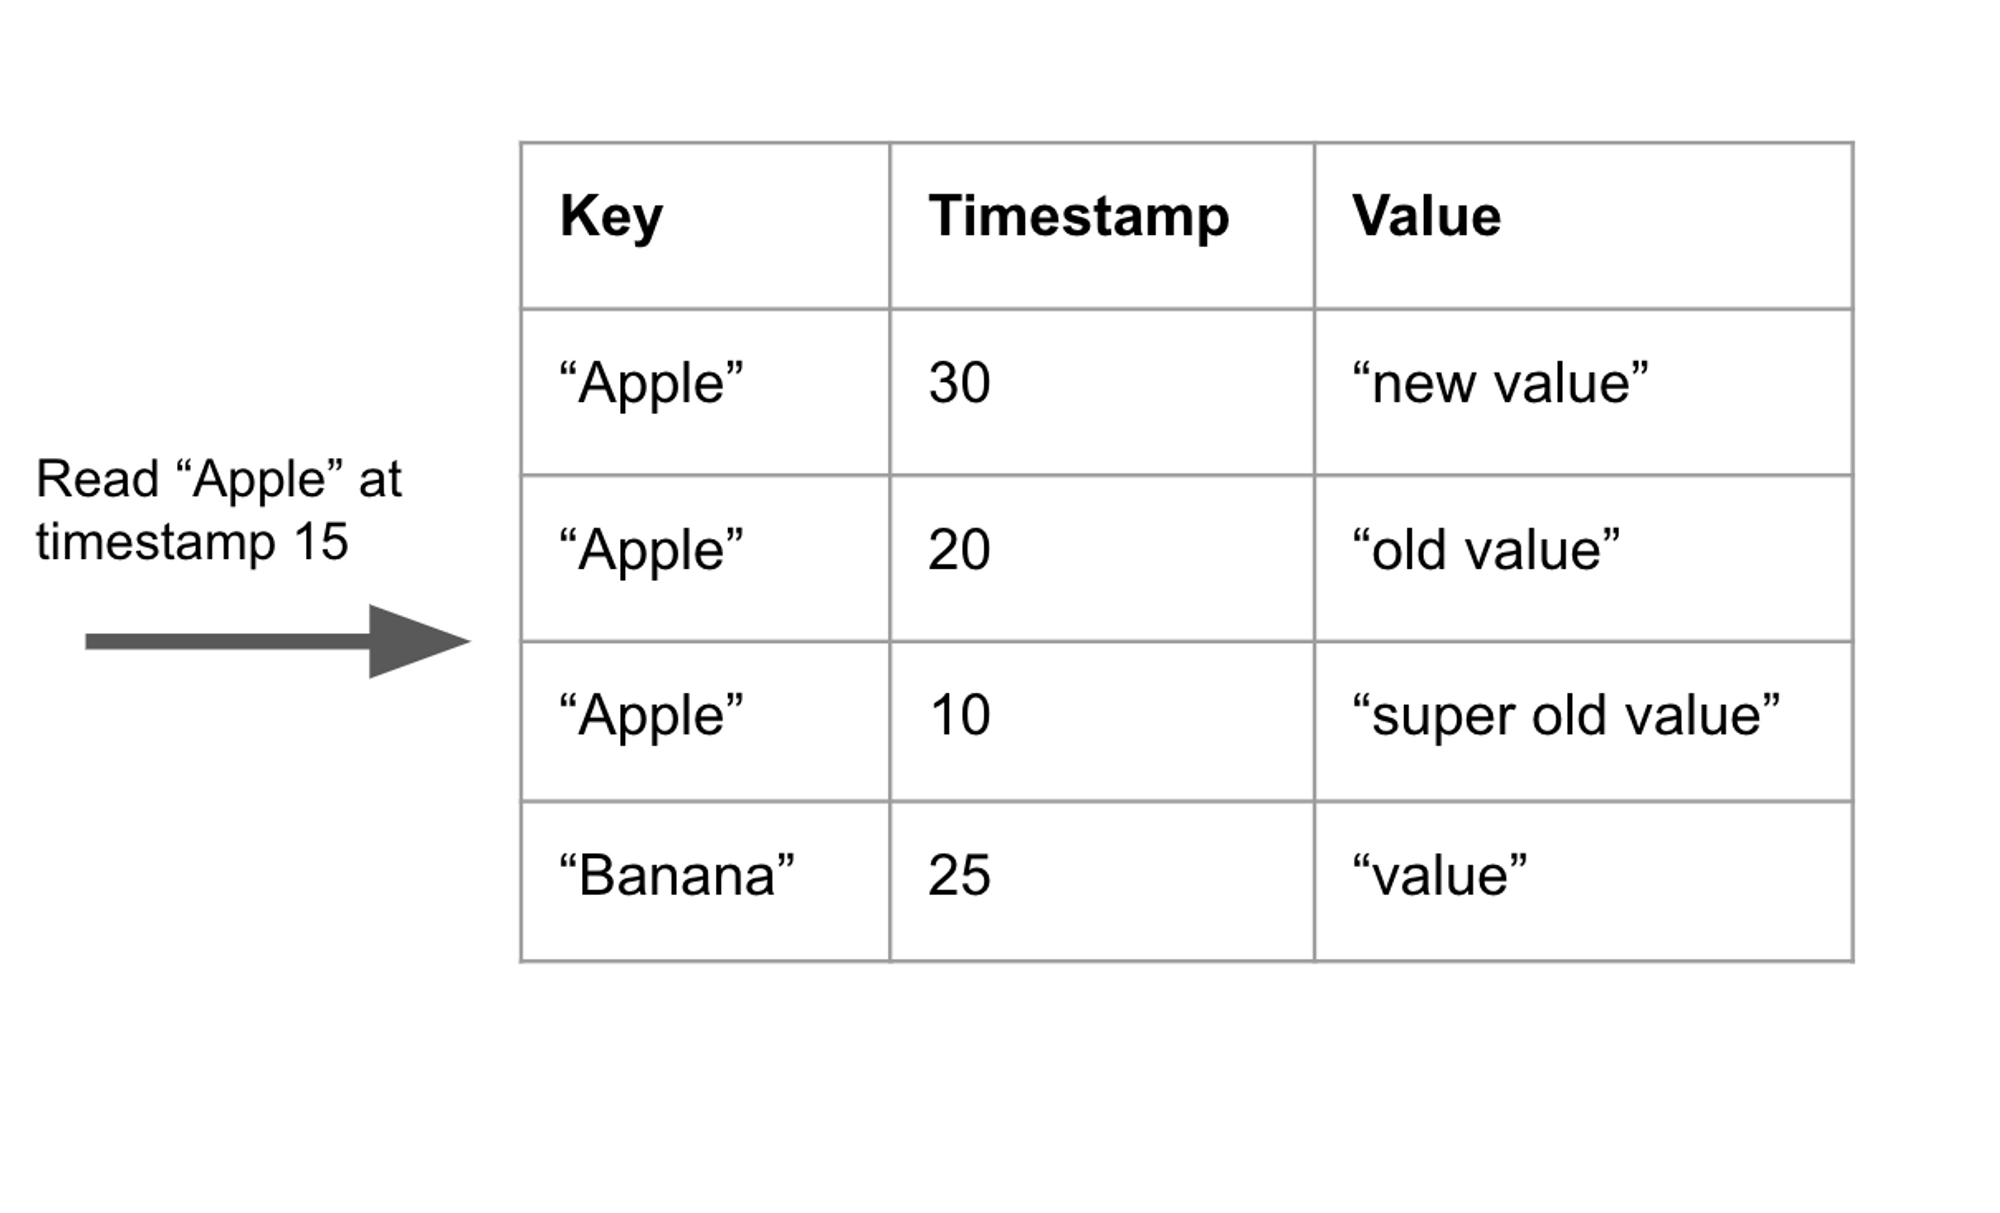 Key Timestamp Value
“Apple” 30 “new value”
Read “Apple” at
timestamp 15
“Apple” 20 “old value”
“Apple” 10 “super old value”
“Banana” 25 “value”